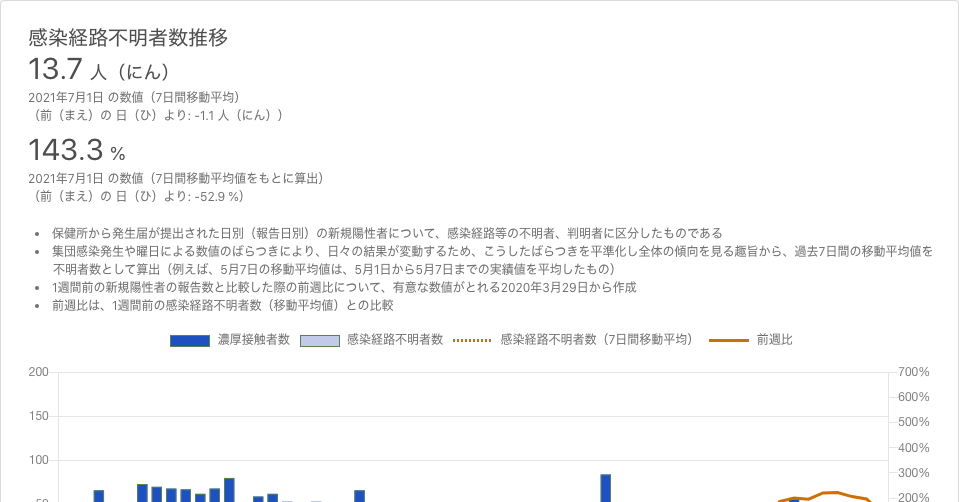 感染経路不明者数推移
13.7 人（にん）
2021年7月1日 の数値（7日間移動平均）
（前（まえ）の 日（ひ）より: -1.1 人（にん））
143.3 %
2021年7月1日 の数値（7日間移動平均値をもとに算出）
（前（まえ）の 日（ひ）より: -52.9 %）
• 保健所から発生届が提出された日別（報告日別）の新規陽性者について、感染経路等の不明者、判明者に区分したものである
• 集団感染発生や曜日による数値のばらつきにより、日々の結果が変動するため、こうしたばらつきを平準化し全体の傾向を見る趣旨から、過去7日間の移動平均値を
不明者数として算出（例えば、5月7日の移動平均値は、5月1日から5月7日までの実績値を平均したもの）
• 1週間前の新規陽性者の報告数と比較した際の前週比について、有意な数値がとれる2020年3月29日から作成
• 前週比は、1週間前の感染経路不明者数（移動平均値）との比較
濃厚接触者数 感染経路不明者数 感染経路不明者数（7日間移動平均） 前週比
200 700%
600%
150 500%
400%
100 300%
50 200%